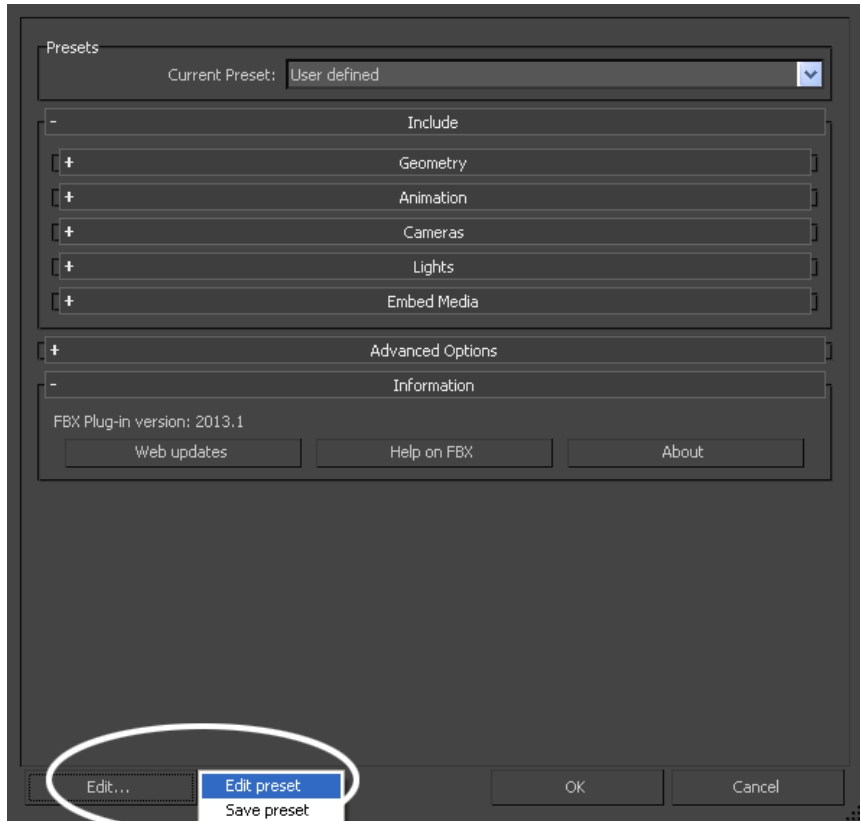 Presets
Current Preset: User defined
- Include
+ Geometry
+ Animation
+ Cameras
+ Lights
+ Embed Media
+ Advanced Options
- Information
FBX Plug-in version: 2013.1
Web updates Help on FBX About
Edit... Edit preset OK Cancel
Save preset